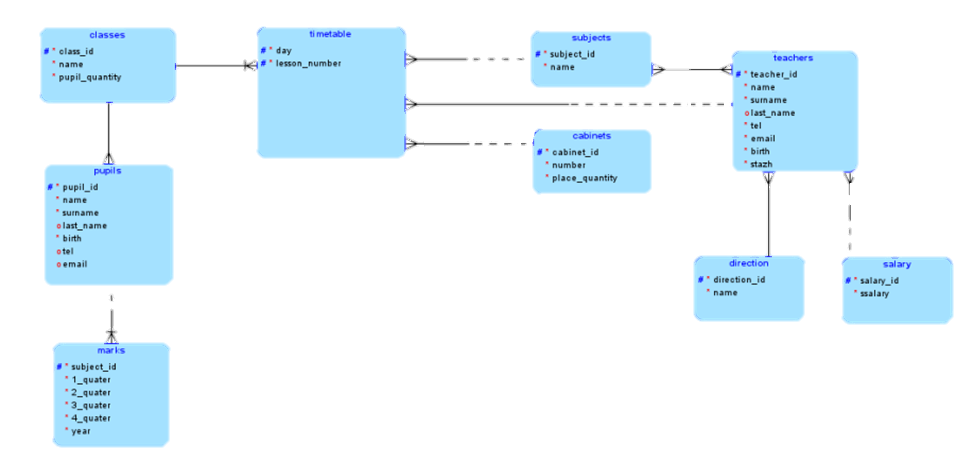 classes
# * class_id
* name
* pupil_quantity
timetable
# * day
# * lesson_number
subjects
# * subject_id
* name
teachers
# * teacher_id
* name
* surname
o last_name
* tel
* email
* birth
* stazh
cabinets
# * cabinet_id
* number
* place_quantity
pupils
# * pupil_id
* name
* surname
o last_name
* birth
o tel
o email
direction
# * direction_id
* name
salary
# * salary_id
* ssalary
marks
# * subject_id
* 1_quater
* 2_quater
* 3_quater
* 4_quater
* year